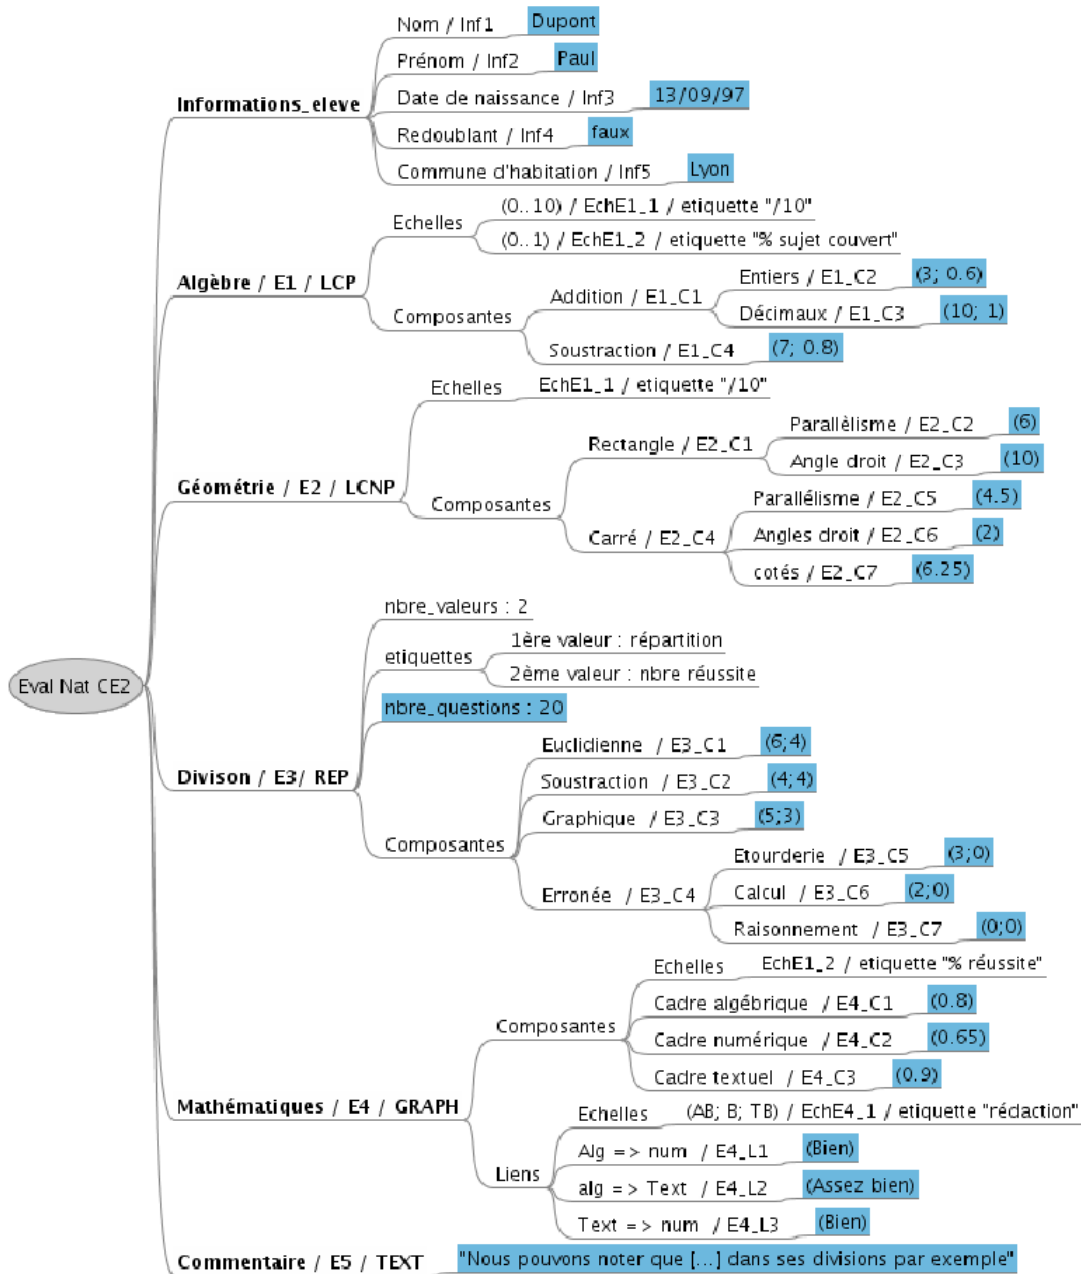 Nom / Inf1 Dupont
Prénom / Inf2 Paul
Informations_eleve
Date de naissance / Inf3 13/09/97
Redoublant / Inf4 faux
Commune d'habitation / Inf5 Lyon
Echelles
(0..10) / EchE1_1 / etiquette "/10"
(0..1) / EchE1_2 / etiquette "% sujet couvert"
Algèbre / E1 / LCP
Composantes
Addition / E1_C1
Entiers / E1_C2 (3; 0.6)
Décimaux / E1_C3 (10; 1)
Soustraction / E1_C4 (7; 0.8)
Echelles EchE1_1 / etiquette "/10"
Géométrie / E2 / LCNP
Composantes
Rectangle / E2_C1
Parallèlisme / E2_C2 (6)
Angle droit / E2_C3 (10)
Carré / E2_C4
Parallélisme / E2_C5 (4.5)
Angles droit / E2_C6 (2)
cotés / E2_C7 (6.25)
Eval Nat CE2
nbre_valeurs : 2
etiquettes
1ère valeur : répartition
2ème valeur : nbre réussite
nbre_questions : 20
Divison / E3/ REP
Composantes
Euclidienne / E3_C1 (6;4)
Soustraction / E3_C2 (4;4)
Graphique / E3_C3 (5;3)
Erronée / E3_C4
Etourderie / E3_C5 (3;0)
Calcul / E3_C6 (2;0)
Raisonnement / E3_C7 (0;0)
Mathématiques / E4 / GRAPH
Composantes
Echelles EchE1_2 / etiquette "% réussite"
Cadre algébrique / E4_C1 (0.8)
Cadre numérique / E4_C2 (0.65)
Cadre textuel / E4_C3 (0.9)
Liens
Echelles (AB; B; TB) / EchE4_1 / etiquette "rédaction"
Alg => num / E4_L1 (Bien)
alg => Text / E4_L2 (Assez bien)
Text => num / E4_L3 (Bien)
Commentaire / E5 / TEXT "Nous pouvons noter que [...] dans ses divisions par exemple"